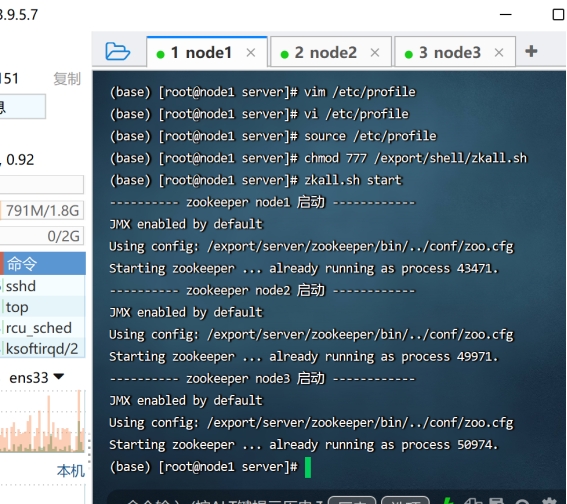 3.9.5.7
1 node1 × 2 node2 × 3 node3 × +
151 复制
息
, 0.92
791M/1.8G
0/2G
命令
sshd
top
rcu_sched
ksoftirqd/2
ens33
本机
(base) [root@node1 server]# vim /etc/profile
(base) [root@node1 server]# vi /etc/profile
(base) [root@node1 server]# source /etc/profile
(base) [root@node1 server]# chmod 777 /export/shell/zkall.sh
(base) [root@node1 server]# zkall.sh start
---------- zookeeper node1 启动 ------------
JMX enabled by default
Using config: /export/server/zookeeper/bin/../conf/zoo.cfg
Starting zookeeper ... already running as process 43471.
---------- zookeeper node2 启动 ------------
JMX enabled by default
Using config: /export/server/zookeeper/bin/../conf/zoo.cfg
Starting zookeeper ... already running as process 49971.
---------- zookeeper node3 启动 ------------
JMX enabled by default
Using config: /export/server/zookeeper/bin/../conf/zoo.cfg
Starting zookeeper ... already running as process 50974.
(base) [root@node1 server]#